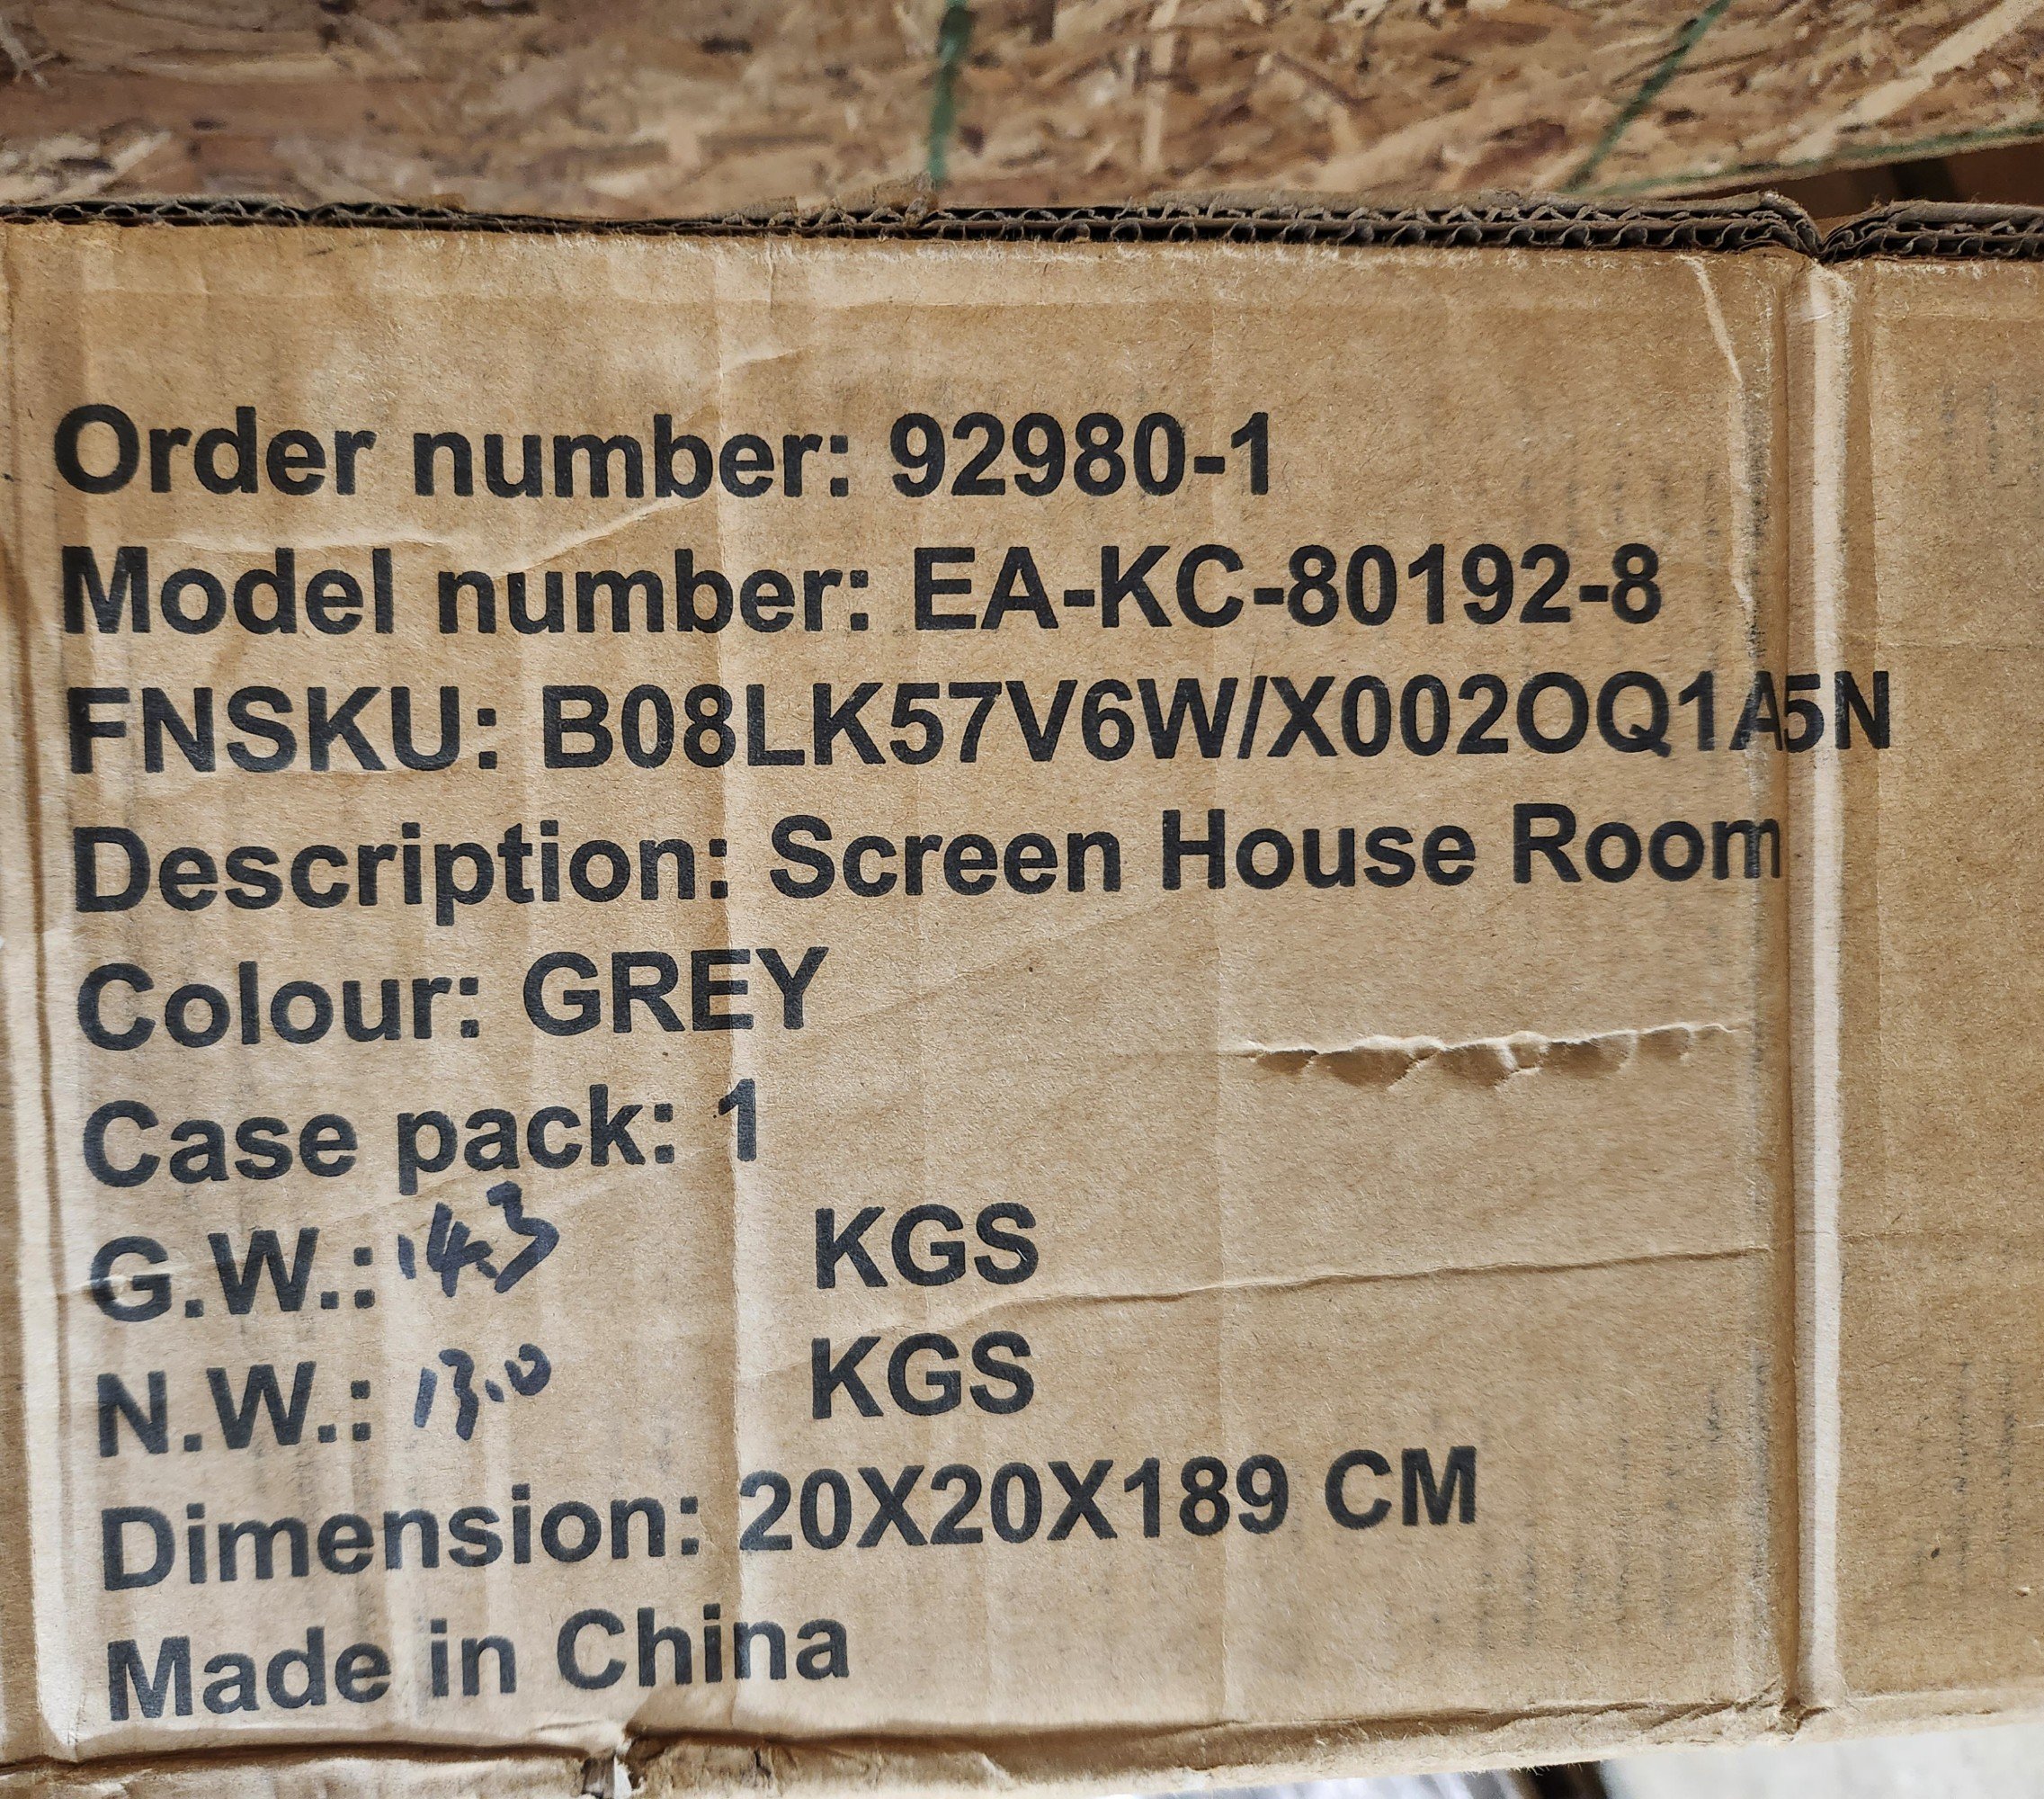 Order number: 92980-1
Model number: EA-KC-80192-8
FNSKU: B08LK57V6W/X002OQ1A5N
Description: Screen House Room
Colour: GREY
Case pack: 1
G.W.: 14.3 KGS
N.W.: 13.0 KGS
Dimension: 20X20X189 CM
Made in China